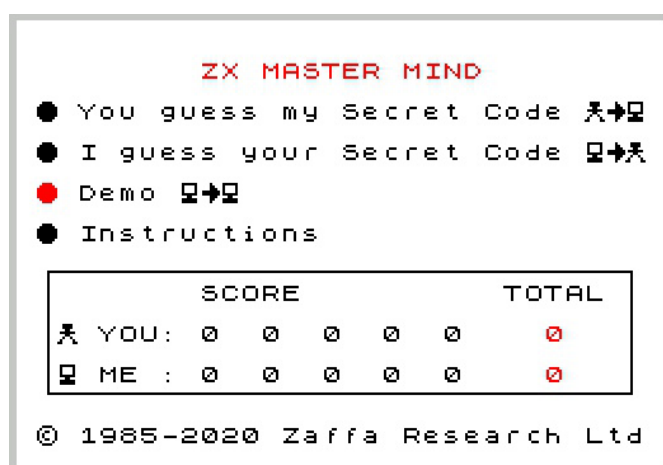 ZX MASTER MIND
You guess my Secret Code
I guess your Secret Code
Demo
Instructions
SCORE TOTAL
YOU: 0 0 0 0 0 0
ME : 0 0 0 0 0 0
© 1985-2020 Zaffa Research Ltd